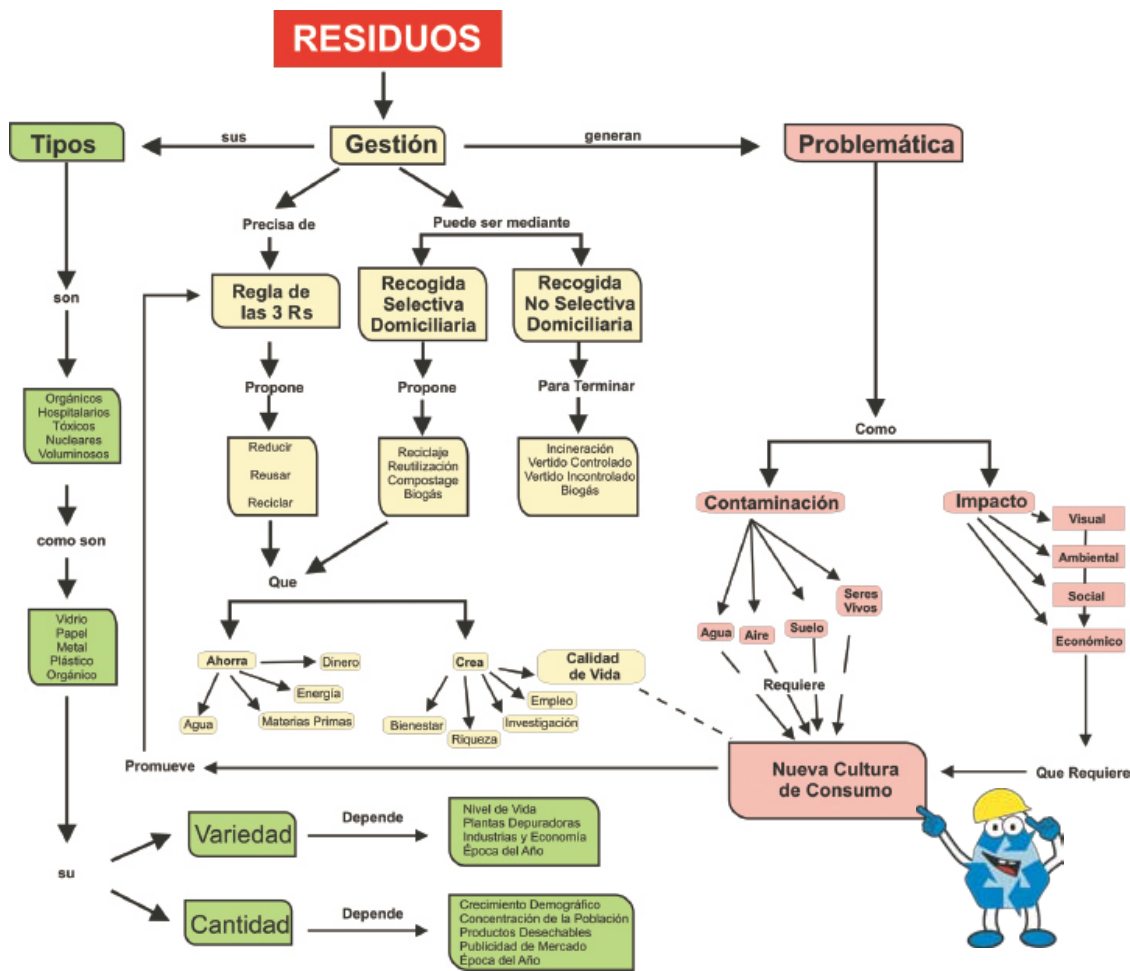 RESIDUOS
Tipos
sus
Gestión
generan
Problemática
Precisa de
Puede ser mediante
son
Regla de
las 3 Rs
Recogida
Selectiva
Domiciliaria
Recogida
No Selectiva
Domiciliaria
Propone
Propone
Para Terminar
Orgánicos
Hospitalarios
Tóxicos
Nucleares
Voluminosos
Reducir
Reusar
Reciclar
Reciclaje
Reutilización
Compostage
Biogás
Incineración
Vertido Controlado
Vertido Incontrolado
Biogás
Como
Contaminación
Impacto
Visual
Ambiental
Social
Económico
como son
Que
Vidrio
Papel
Metal
Plástico
Orgánico
Ahorra
Dinero
Energía
Materias Primas
Agua
Crea
Calidad
de Vida
Empleo
Investigación
Riqueza
Bienestar
Agua
Aire
Suelo
Seres
Vivos
Requiere
Promueve
Nueva Cultura
de Consumo
Que Requiere
su
Variedad
Depende
Nivel de Vida
Plantas Depuradoras
Industrias y Economía
Época del Año
Cantidad
Depende
Crecimiento Demográfico
Concentración de la Población
Productos Desechables
Publicidad de Mercado
Época del Año